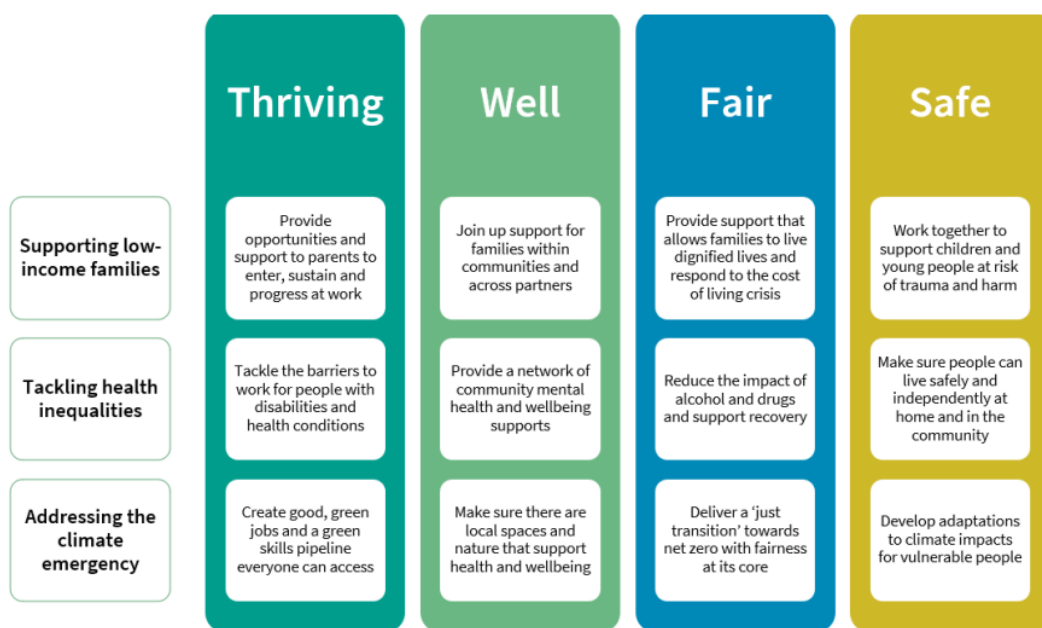 Thriving
Well
Fair
Safe
Supporting low-
income families
Provide
opportunities and
support to parents to
enter, sustain and
progress at work
Join up support for
families within
communities and
across partners
Provide support that
allows families to live
dignified lives and
respond to the cost
of living crisis
Work together to
support children and
young people at risk
of trauma and harm
Tackling health
inequalities
Tackle the barriers to
work for people with
disabilities and
health conditions
Provide a network of
community mental
health and wellbeing
supports
Reduce the impact of
alcohol and drugs
and support recovery
Make sure people can
live safely and
independently at
home and in the
community
Addressing the
climate
emergency
Create good, green
jobs and a green
skills pipeline
everyone can access
Make sure there are
local spaces and
nature that support
health and wellbeing
Deliver a ‘just
transition’ towards
net zero with fairness
at its core
Develop adaptations
to climate impacts
for vulnerable people